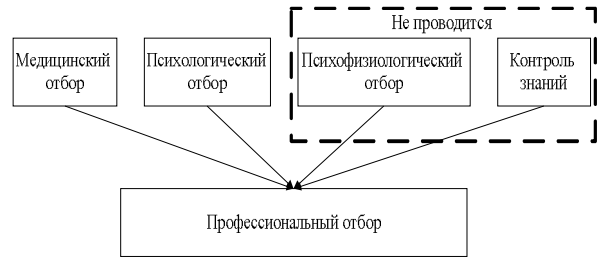 Не проводится
Медицинский
отбор
Психологический
отбор
Психофизиологический
отбор
Контроль
знаний
Профессиональный отбор